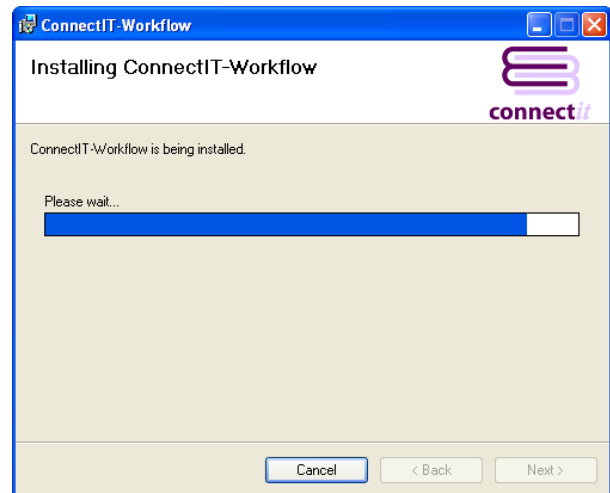 ConnectIT-Workflow
Installing ConnectIT-Workflow
connectit
ConnectIT-Workflow is being installed.
Please wait...
Cancel
< Back
Next >